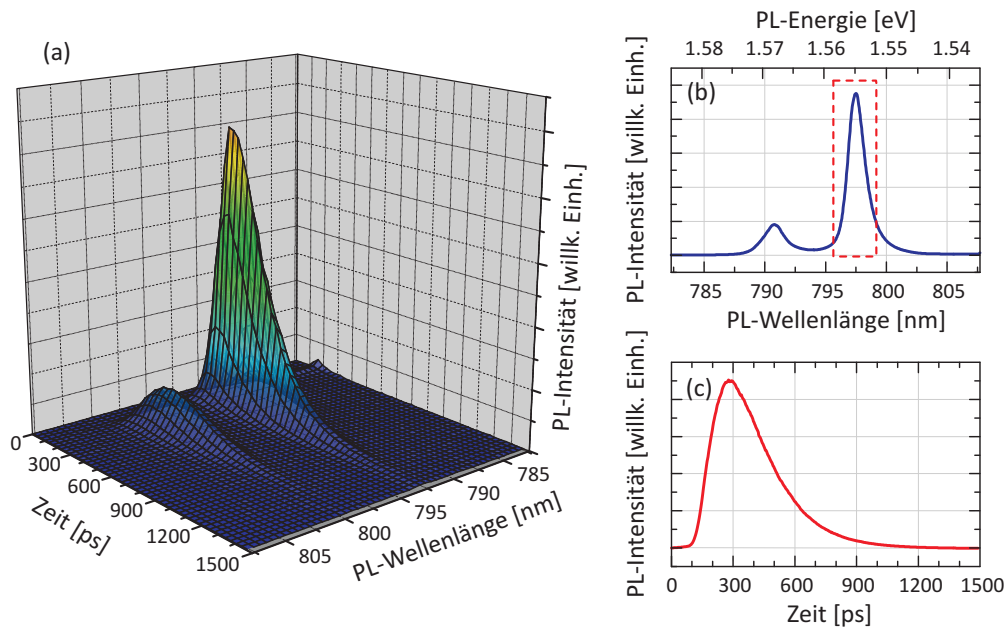 (a)
PL-Intensität [willk. Einh.]
0
300
600
900
1200
1500
Zeit [ps]
805
800
795
790
785
PL-Wellenlänge [nm]
PL-Energie [eV]
1.58 1.57 1.56 1.55 1.54
(b)
PL-Intensität [willk. Einh.]
785 790 795 800 805
PL-Wellenlänge [nm]
(c)
PL-Intensität [willk. Einh.]
0 300 600 900 1200 1500
Zeit [ps]